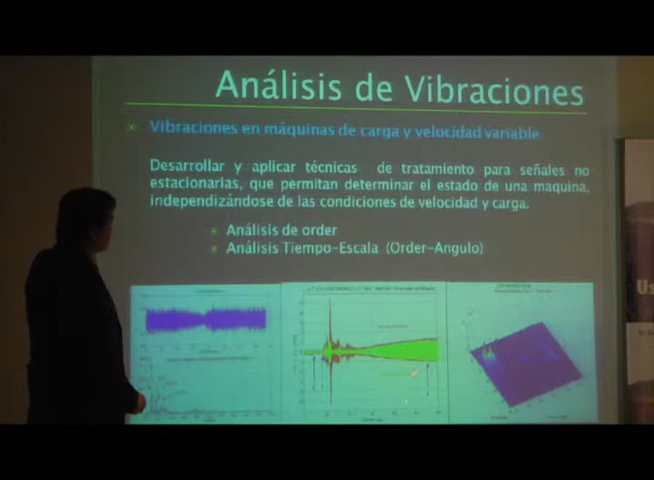 Análisis de Vibraciones
Vibraciones en máquinas de carga y velocidad variable.
Desarrollar y aplicar técnicas de tratamiento para señales no
estacionarias, que permitan determinar el estado de una maquina,
independizándose de las condiciones de velocidad y carga.
Análisis de order
Análisis Tiempo-Escala (Order-Angulo)